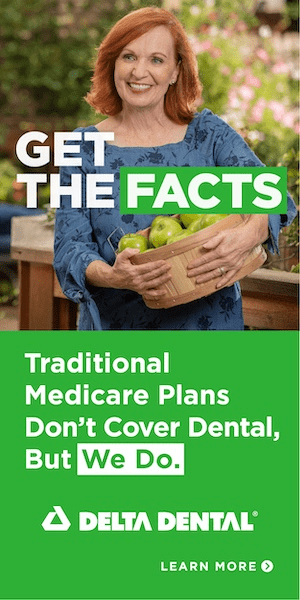 GET
THE FACTS
Traditional
Medicare Plans
Don’t Cover Dental,
But We Do.
DELTA DENTAL®
LEARN MORE